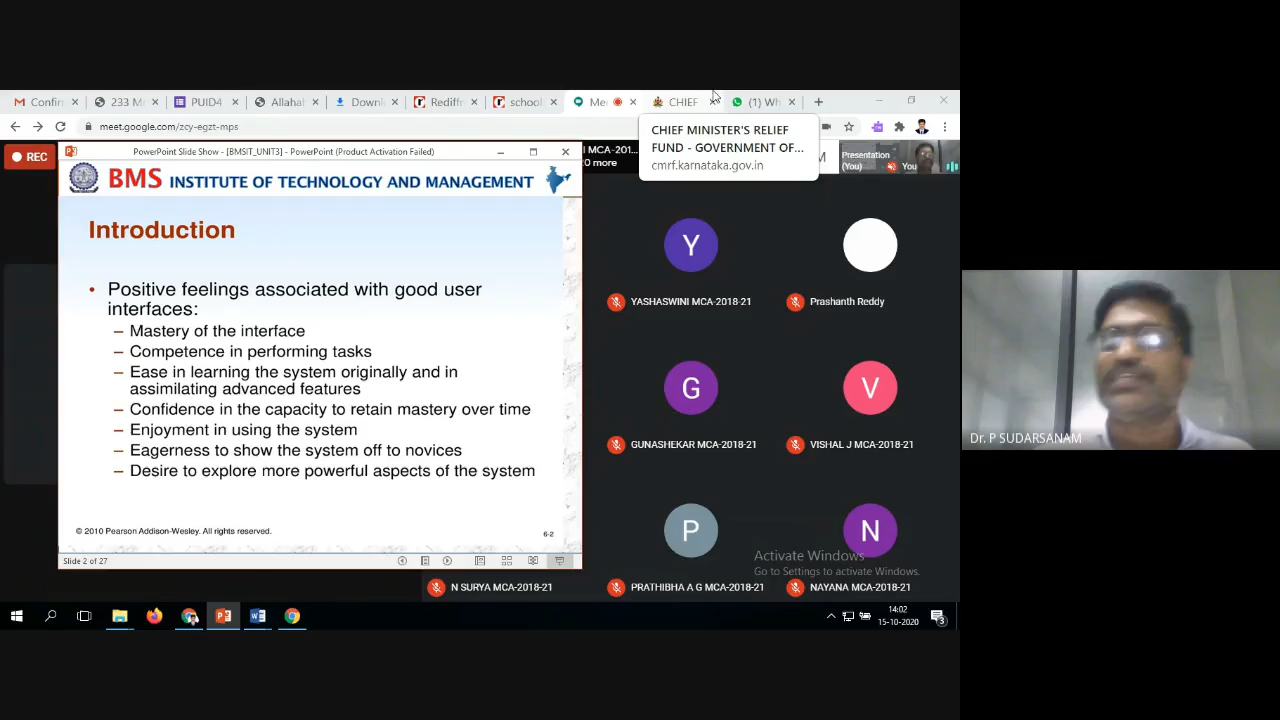 Confirr
233 M
PUID4
Allahat
Downl
Rediffr
school
Me
CHIEF
(1) Wh
meet.google.com/zcy-egzt-mps
CHIEF MINISTER'S RELIEF
FUND - GOVERNMENT OF...
cmrf.karnataka.gov.in
REC
PowerPoint Slide Show - [BMSIT_UNIT3] - PowerPoint (Product Activation Failed)
I MCA-201...
20 more
M
Presentation
(You)
You
BMS INSTITUTE OF TECHNOLOGY AND MANAGEMENT
Introduction
• Positive feelings associated with good user
interfaces:
– Mastery of the interface
– Competence in performing tasks
– Ease in learning the system originally and in
assimilating advanced features
– Confidence in the capacity to retain mastery over time
– Enjoyment in using the system
– Eagerness to show the system off to novices
– Desire to explore more powerful aspects of the system
© 2010 Pearson Addison-Wesley. All rights reserved.
6-2
Slide 2 of 27
Y
YASHASWINI MCA-2018-21
Prashanth Reddy
G
GUNASHEKAR MCA-2018-21
V
VISHAL J MCA-2018-21
P
N
Activate Windows
Go to Settings to activate Windows.
N SURYA MCA-2018-21
PRATHIBHA A G MCA-2018-21
NAYANA MCA-2018-21
Dr. P SUDARSANAM
14:02
15-10-2020
3